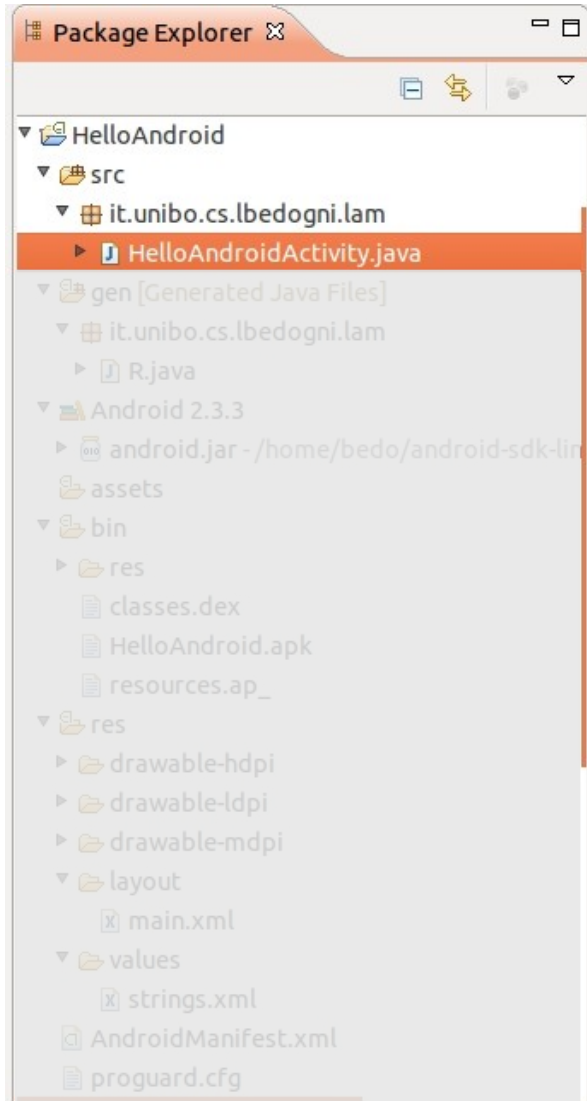 Package Explorer
HelloAndroid
src
it.unibo.cs.lbedogni.lam
HelloAndroidActivity.java
gen [Generated Java Files]
it.unibo.cs.lbedogni.lam
R.java
Android 2.3.3
android.jar - /home/bedo/android-sdk-lin
assets
bin
res
classes.dex
HelloAndroid.apk
resources.ap_
res
drawable-hdpi
drawable-ldpi
drawable-mdpi
layout
main.xml
values
strings.xml
AndroidManifest.xml
proguard.cfg